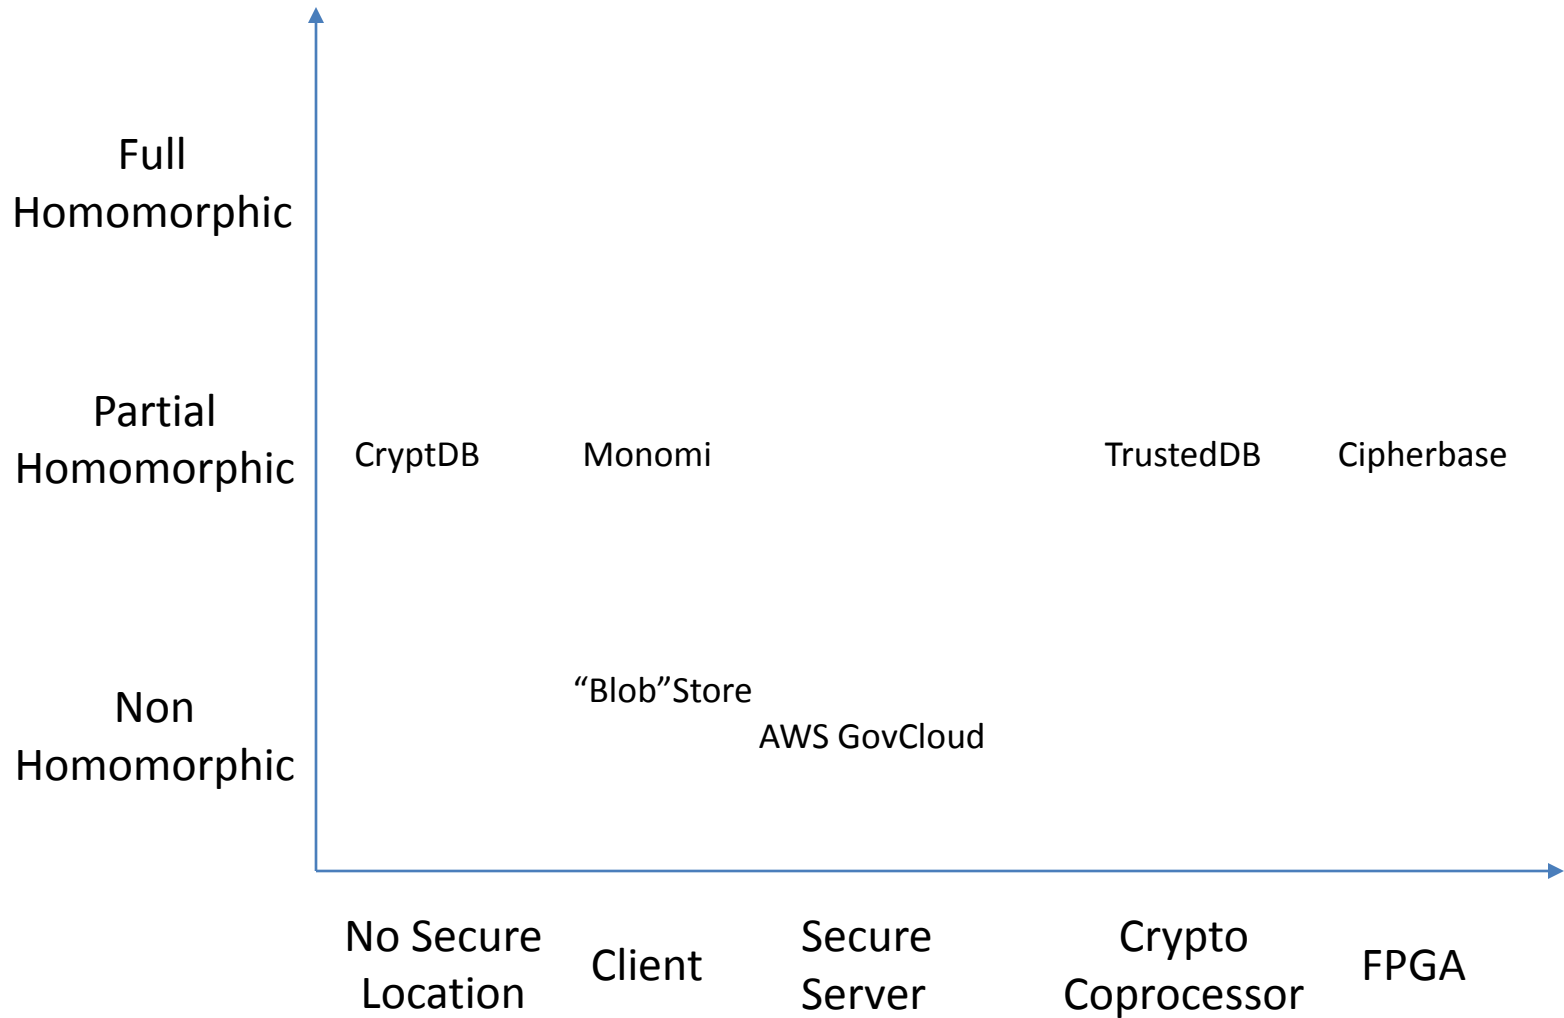 Full
Homomorphic
Partial
Homomorphic
CryptDB
Monomi
TrustedDB
Cipherbase
Non
Homomorphic
“Blob”Store
AWS GovCloud
No Secure
Location
Client
Secure
Server
Crypto
Coprocessor
FPGA